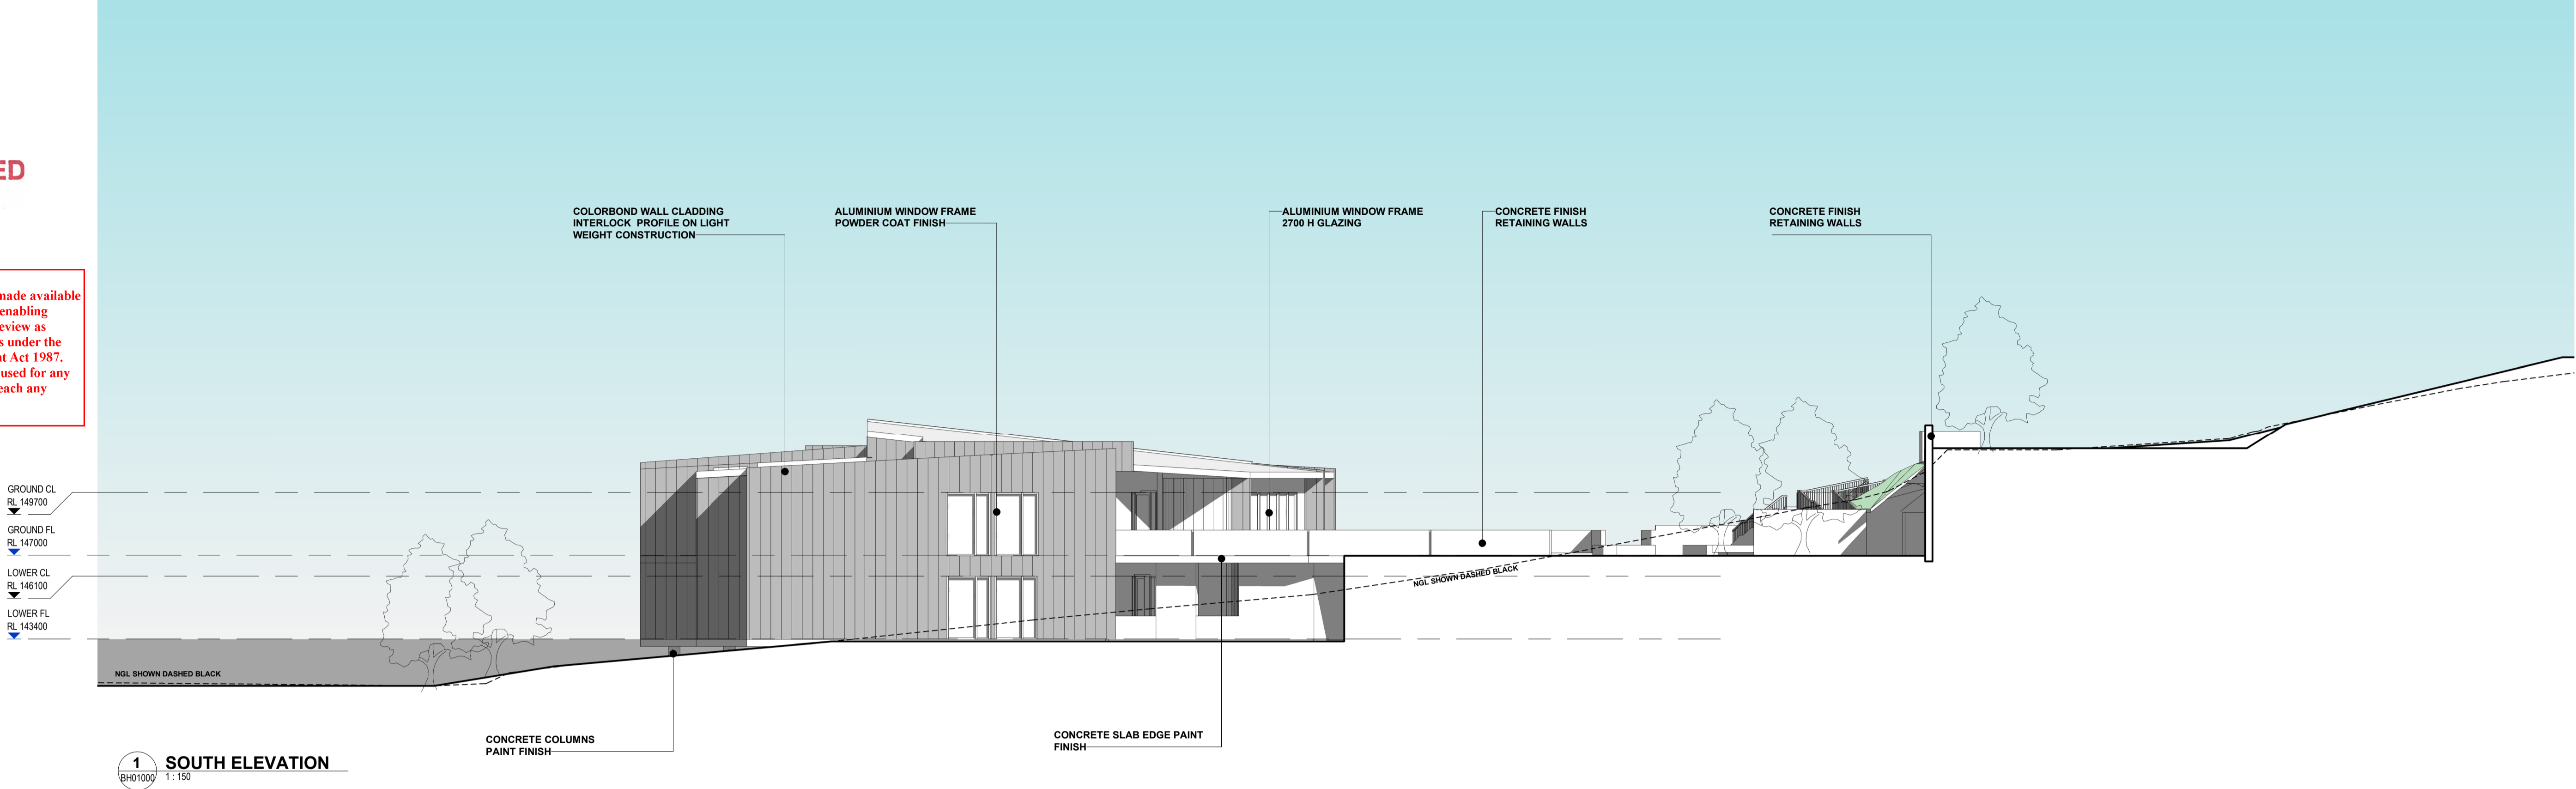 ED
made available
enabling
eview as
s under the
nt Act 1987.
used for any
each any
COLORBOND WALL CLADDING
INTERLOCK PROFILE ON LIGHT
WEIGHT CONSTRUCTION
ALUMINIUM WINDOW FRAME
POWDER COAT FINISH
ALUMINIUM WINDOW FRAME
2700 H GLAZING
CONCRETE FINISH
RETAINING WALLS
CONCRETE FINISH
RETAINING WALLS
GROUND CL
RL 149700
GROUND FL
RL 147000
LOWER CL
RL 146100
LOWER FL
RL 143400
NGL SHOWN DASHED BLACK
NGL SHOWN DASHED BLACK
CONCRETE COLUMNS
PAINT FINISH
CONCRETE SLAB EDGE PAINT
FINISH
1
BH01000
SOUTH ELEVATION
1 : 150